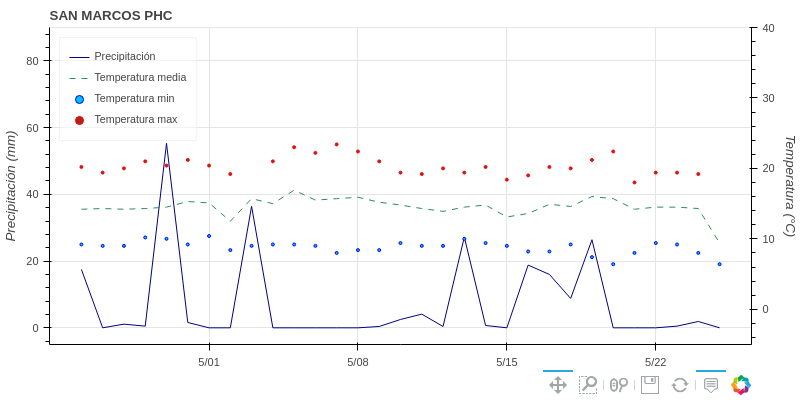 SAN MARCOS PHC
Precipitación
Temperatura media
Temperatura min
Temperatura max
Precipitación (mm)
80
60
40
20
0
Temperatura (°C)
40
30
20
10
0
5/01
5/08
5/15
5/22